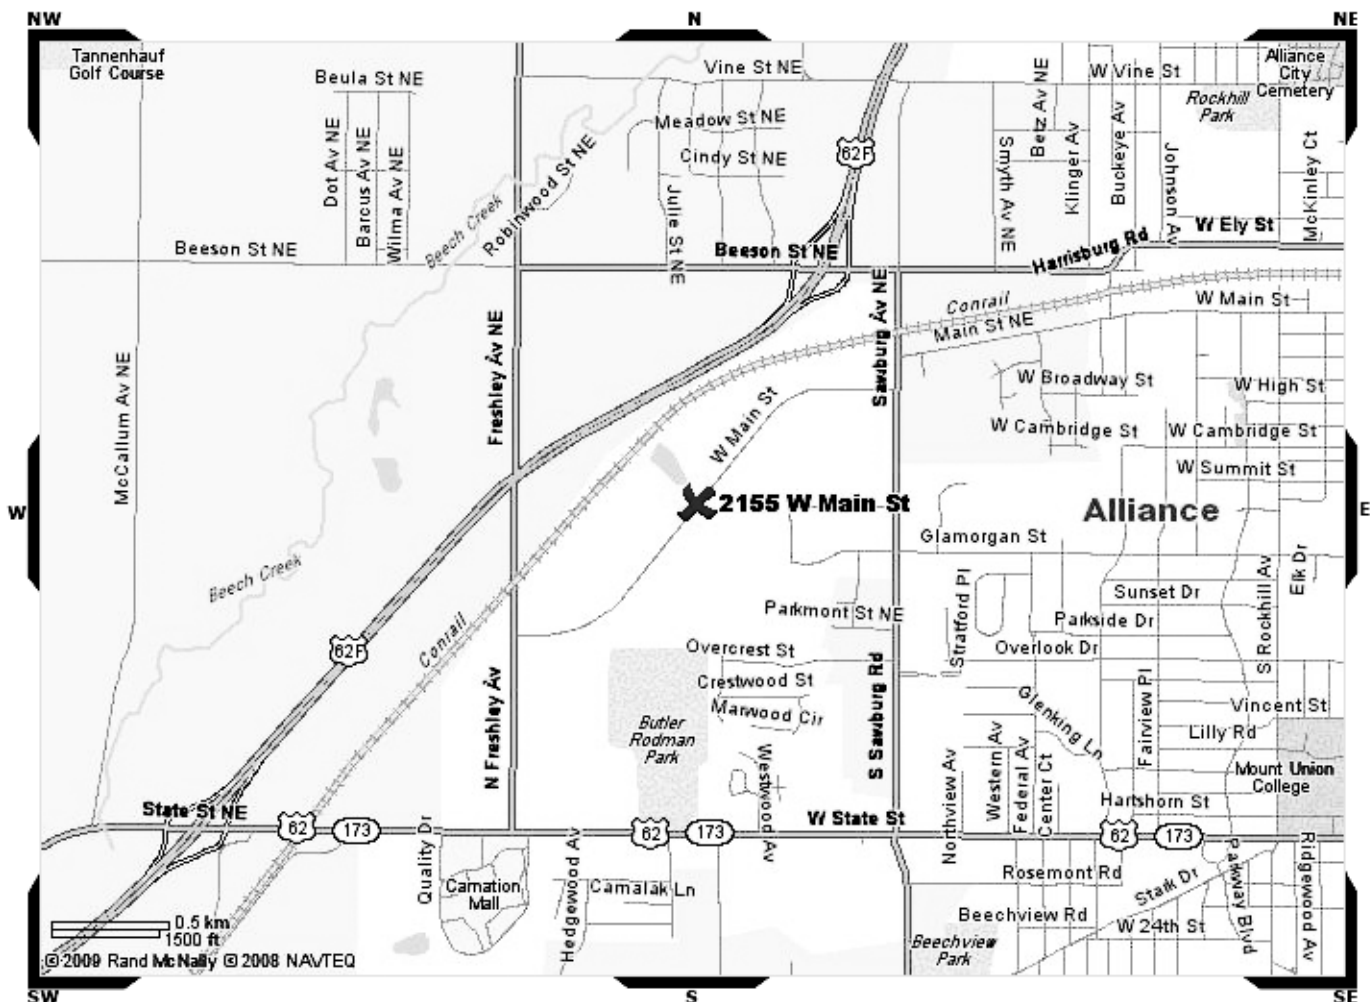 NW
N
NE
Tannenhauf
Golf Course
Beula St NE
Vine St NE
W Vine St
Alliance
City
Cemetery
Rockhill
Park
Dot Av NE
Barcus Av NE
Wilma Av NE
Meadow St NE
Cindy St NE
62F
Betz Av NE
Klinger Av
Buckeye Av
Smyth Av NE
Johnson Av
McKinley Ct
Beech Creek
Robinwood St NE
Julie St NE
Beeson St NE
Beeson St NE
Harrisburg Rd
W Ely St
Conrail
Main St NE
W Main St
Sawburg Av NE
Freshley Av NE
McCallum Av NE
W Broadway St
W High St
W Main St
W Cambridge St
W Cambridge St
W Summit St
W
2155 W Main St
Alliance
E
Glamorgan St
Beech Creek
Conrail
62F
Parkmont St NE
Stratford Pl
Sunset Dr
Parkside Dr
Overlook Dr
S Rockhill Av
Elk Dr
Overcrest St
Crestwood St
Marwood Cir
S Sawburg Rd
N Freshley Av
Butler
Rodman
Park
Westwood Av
Glenking Ln
Fairview Pl
Vincent St
Lilly Rd
Mount Union
College
Northview Av
Western Av
Federal Av
Center Ct
Hartshorn St
State St NE
62
173
W State St
62
173
62
173
Quality Dr
Carnation
Mall
Hedgewood Av
Camalak Ln
Rosemont Rd
Stark Dr
Parkway Blvd
Ridgewood Av
Beechview Rd
W 24th St
Beechview
Park
0.5 km
1500 ft
© 2009 Rand McNally © 2008 NAVTEQ
SW
S
SE